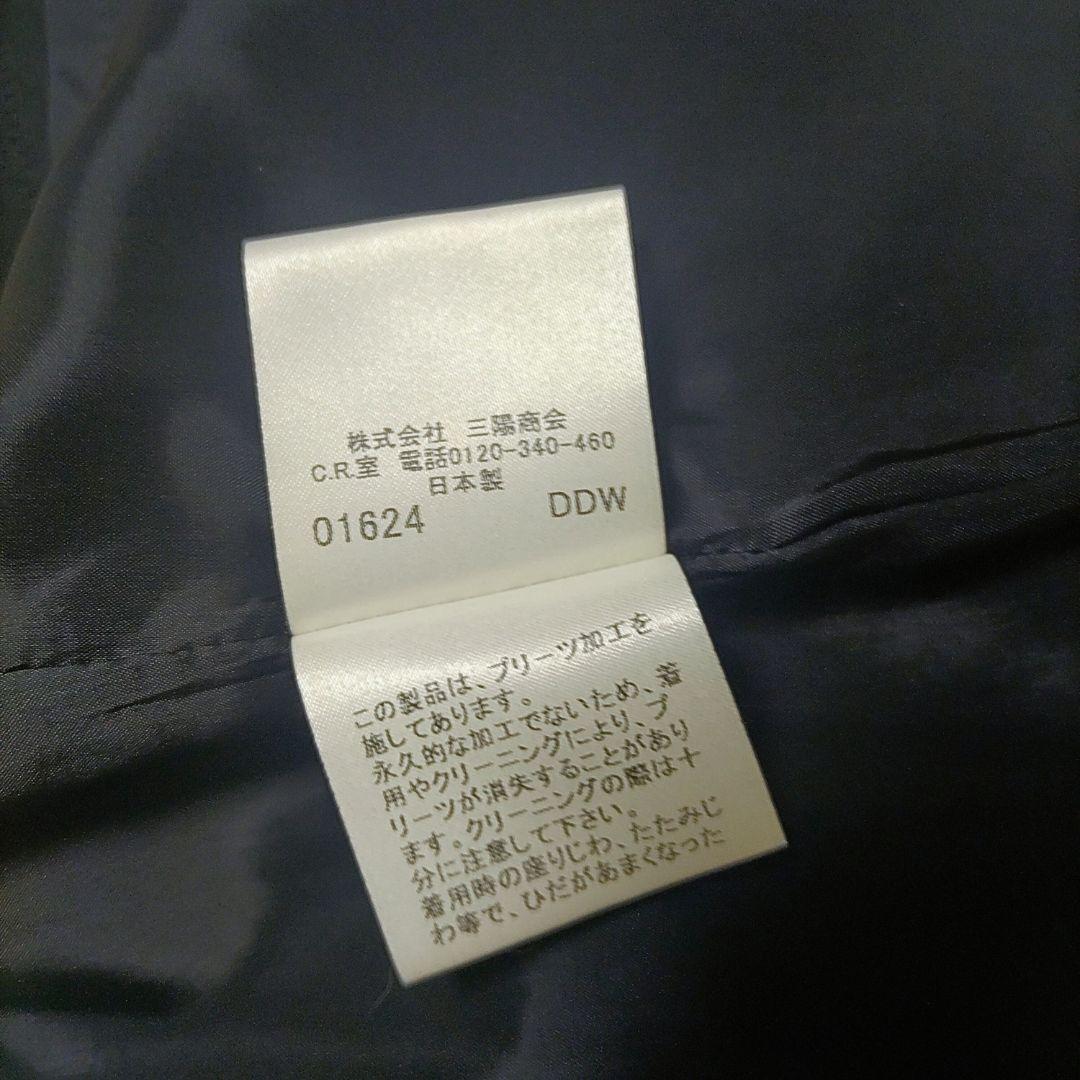 株式会社 三陽商会
C.R.室 電話0120-340-460
日本製
01624 DDW
この製品は、プリーツ加工を
施してあります。
永久的な加工でないため、着
用やクリーニングにより、プ
リーツが消失することがあり
ます。クリーニングの際は十
分に注意して下さい。
着用時の座りじわ、たたみじ
わ等で、ひだがあまくなった